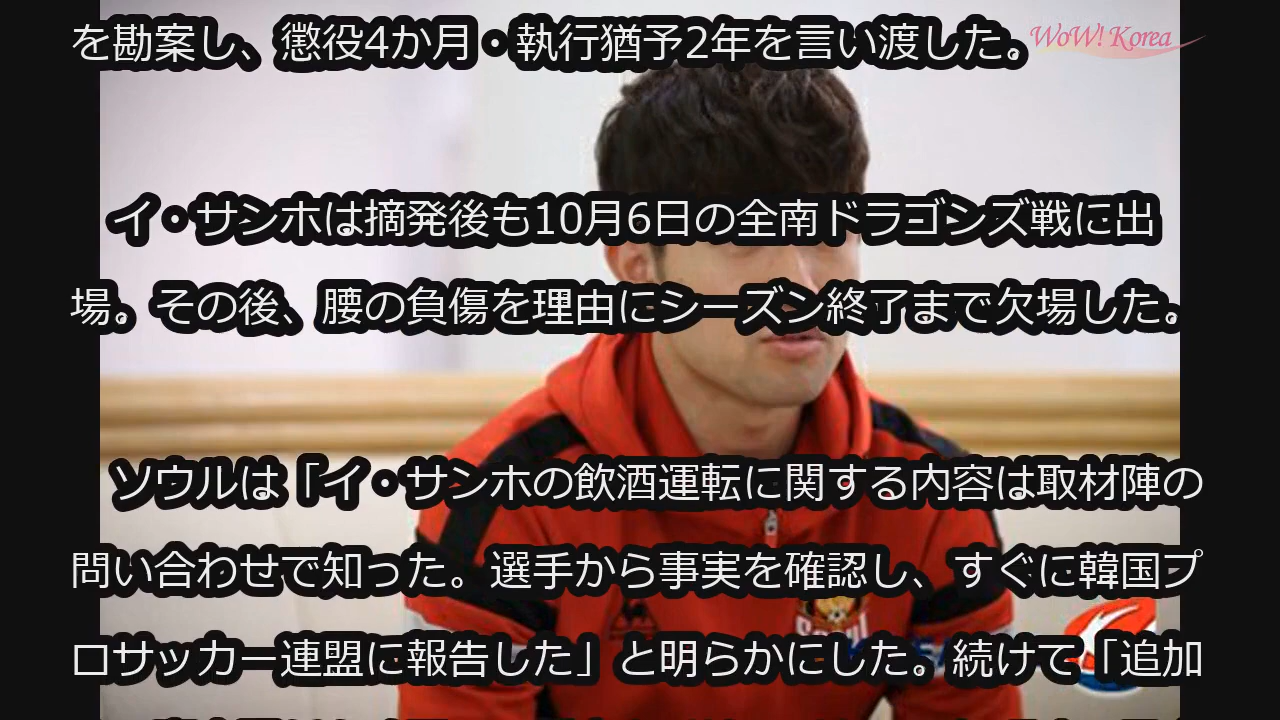 を勘案し、懲役4か月・執行猶予2年を言い渡した。
WoW! Korea
イ・サンホは摘発後も10月6日の全南ドラゴンズ戦に出
場。その後、腰の負傷を理由にシーズン終了まで欠場した。
ソウルは「イ・サンホの飲酒運転に関する内容は取材陣の
問い合わせで知った。選手から事実を確認し、すぐに韓国プ
ロサッカー連盟に報告した」と明らかにした。続けて「追加